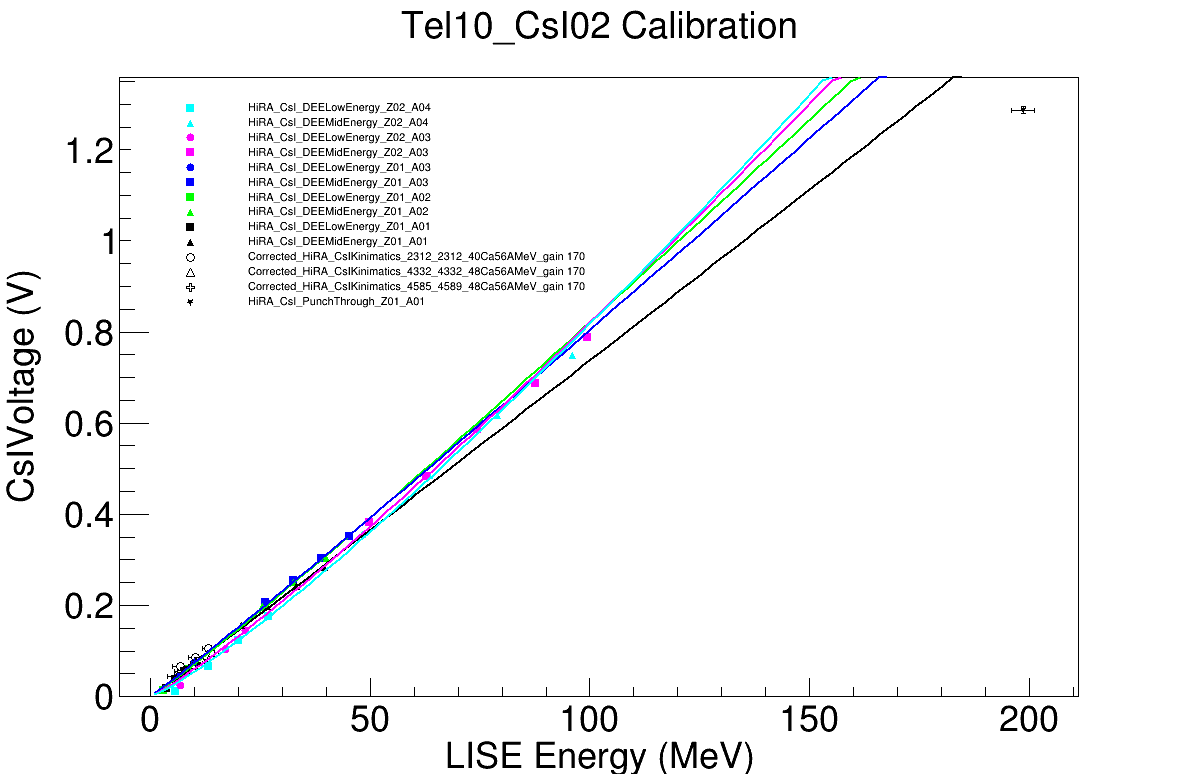 Tel10_CsI02 Calibration
HiRA_CsI_DEELowEnergy_Z02_A04
HiRA_CsI_DEEMidEnergy_Z02_A04
HiRA_CsI_DEELowEnergy_Z02_A03
HiRA_CsI_DEEMidEnergy_Z02_A03
HiRA_CsI_DEELowEnergy_Z01_A03
HiRA_CsI_DEEMidEnergy_Z01_A03
HiRA_CsI_DEELowEnergy_Z01_A02
HiRA_CsI_DEEMidEnergy_Z01_A02
HiRA_CsI_DEELowEnergy_Z01_A01
HiRA_CsI_DEEMidEnergy_Z01_A01
Corrected_HiRA_CsIKinimatics_2312_2312_40Ca56AMeV_gain 170
Corrected_HiRA_CsIKinimatics_4332_4332_48Ca56AMeV_gain 170
Corrected_HiRA_CsIKinimatics_4585_4589_48Ca56AMeV_gain 170
HiRA_CsI_PunchThrough_Z01_A01
CsIVoltage (V)
1.2
1
0.8
0.6
0.4
0.2
0
0 50 100 150 200
LISE Energy (MeV)